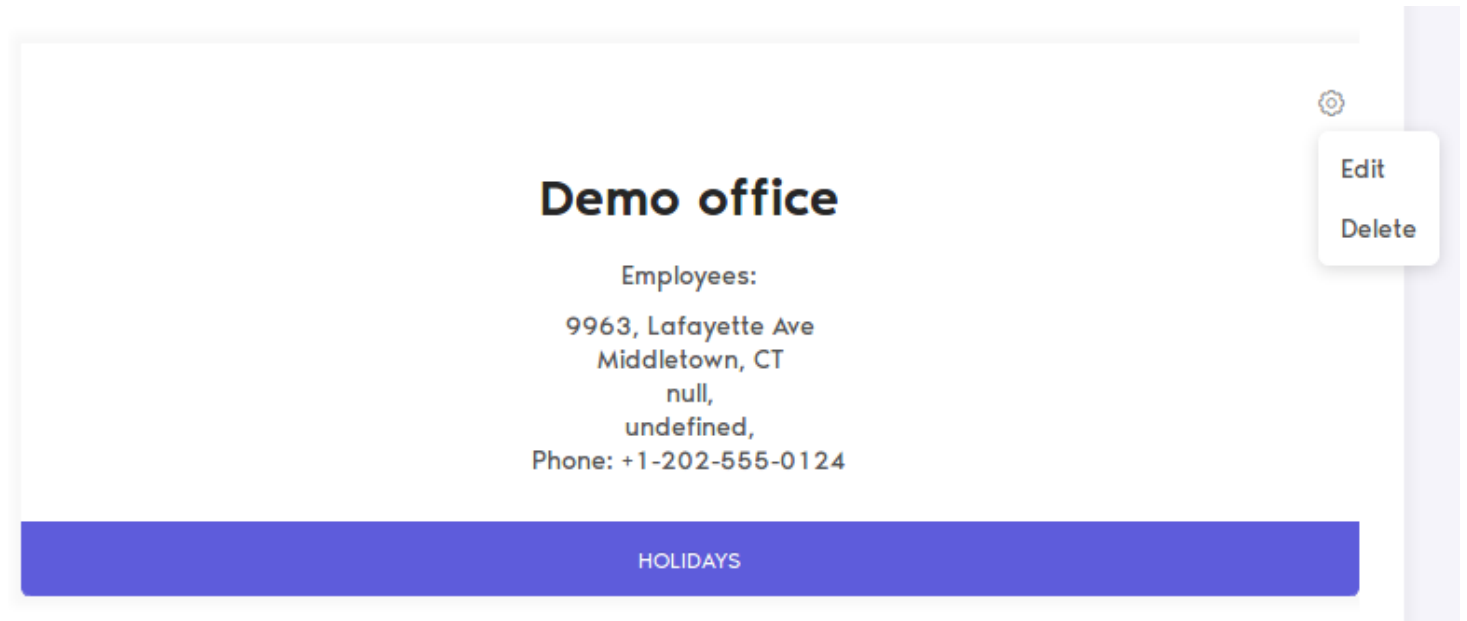 Edit
Demo office
Delete
Employees:
9963, Lafayette Ave
Middletown, CT
null,
undefined,
Phone: +1-202-555-0124
HOLIDAYS